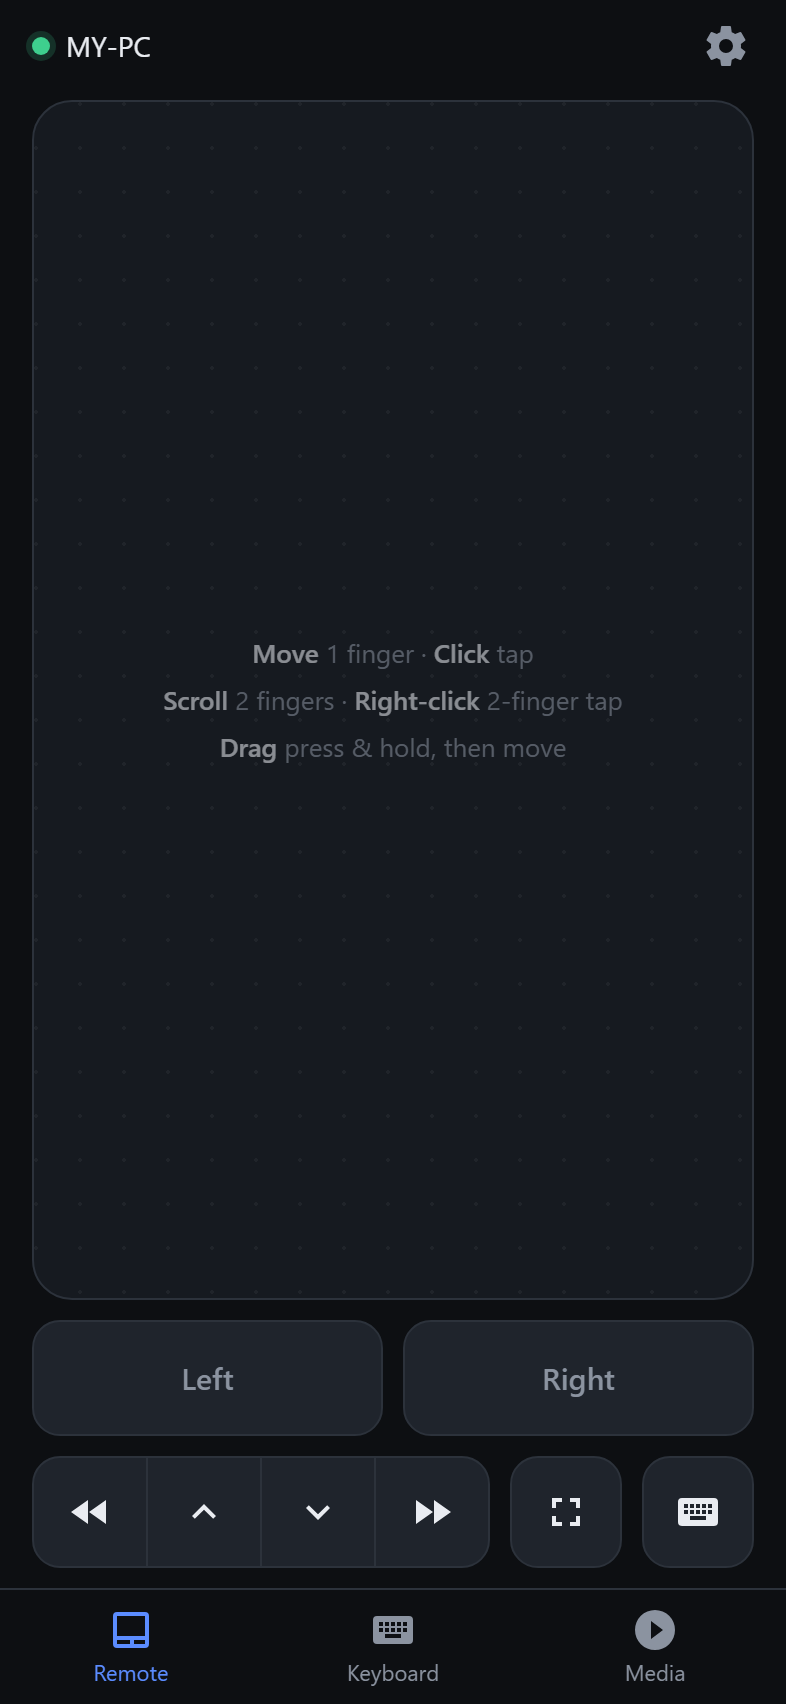 MY-PC
Move 1 finger · Click tap
Scroll 2 fingers · Right-click 2-finger tap
Drag press & hold, then move
Left
Right
Remote
Keyboard
Media